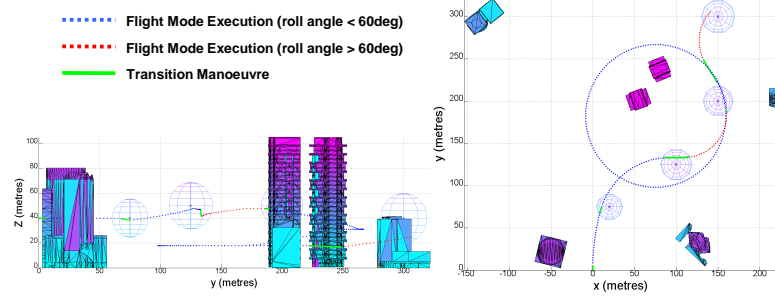 Flight Mode Execution (roll angle < 60deg)
Flight Mode Execution (roll angle > 60deg)
Transition Manoeuvre
100
80
60
40
20
0
Z (metres)
0 50 100 150 200 250 300
y (metres)
300
250
200
150
100
50
0
y (metres)
-150 -100 -50 0 50 100 150 200
x (metres)